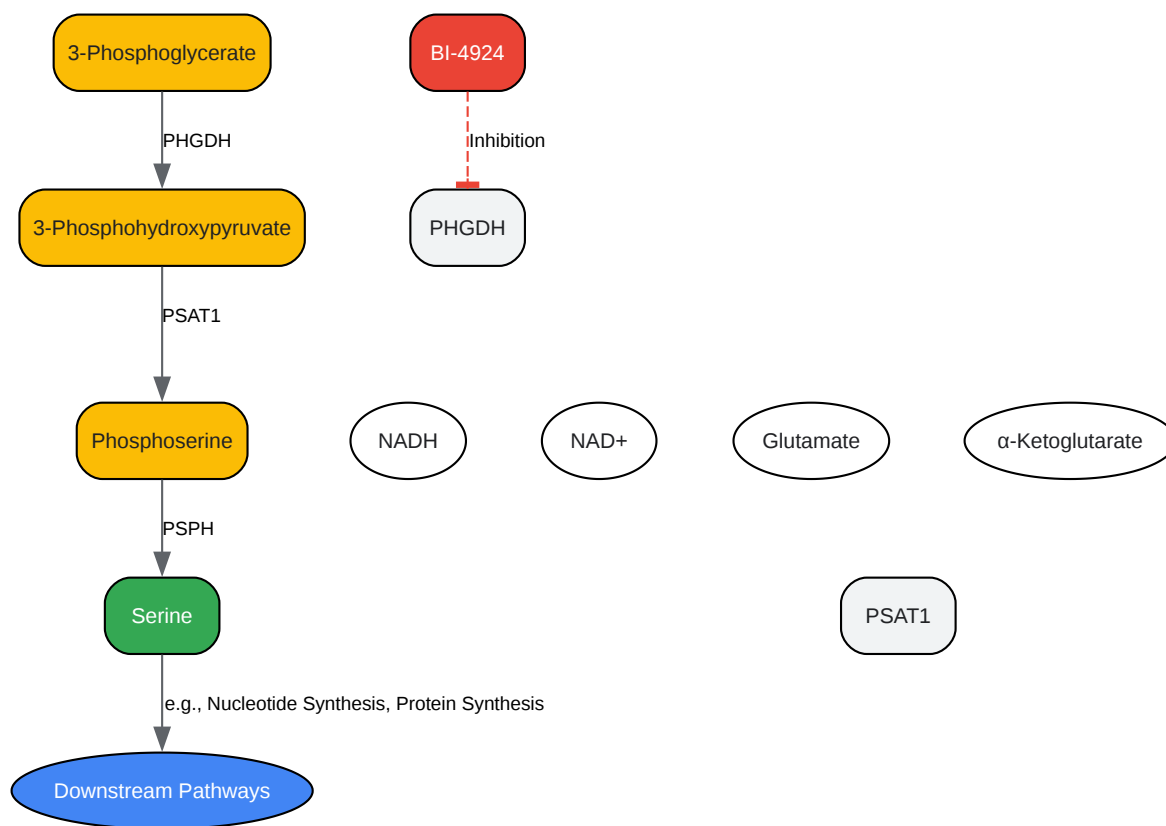 3-Phosphoglycerate
BI-4924
PHGDH
Inhibition
3-Phosphohydroxypyruvate
PHGDH
PSAT1
Phosphoserine
NADH
NAD+
Glutamate
α-Ketoglutarate
PSPH
Serine
PSAT1
e.g., Nucleotide Synthesis, Protein Synthesis
Downstream Pathways